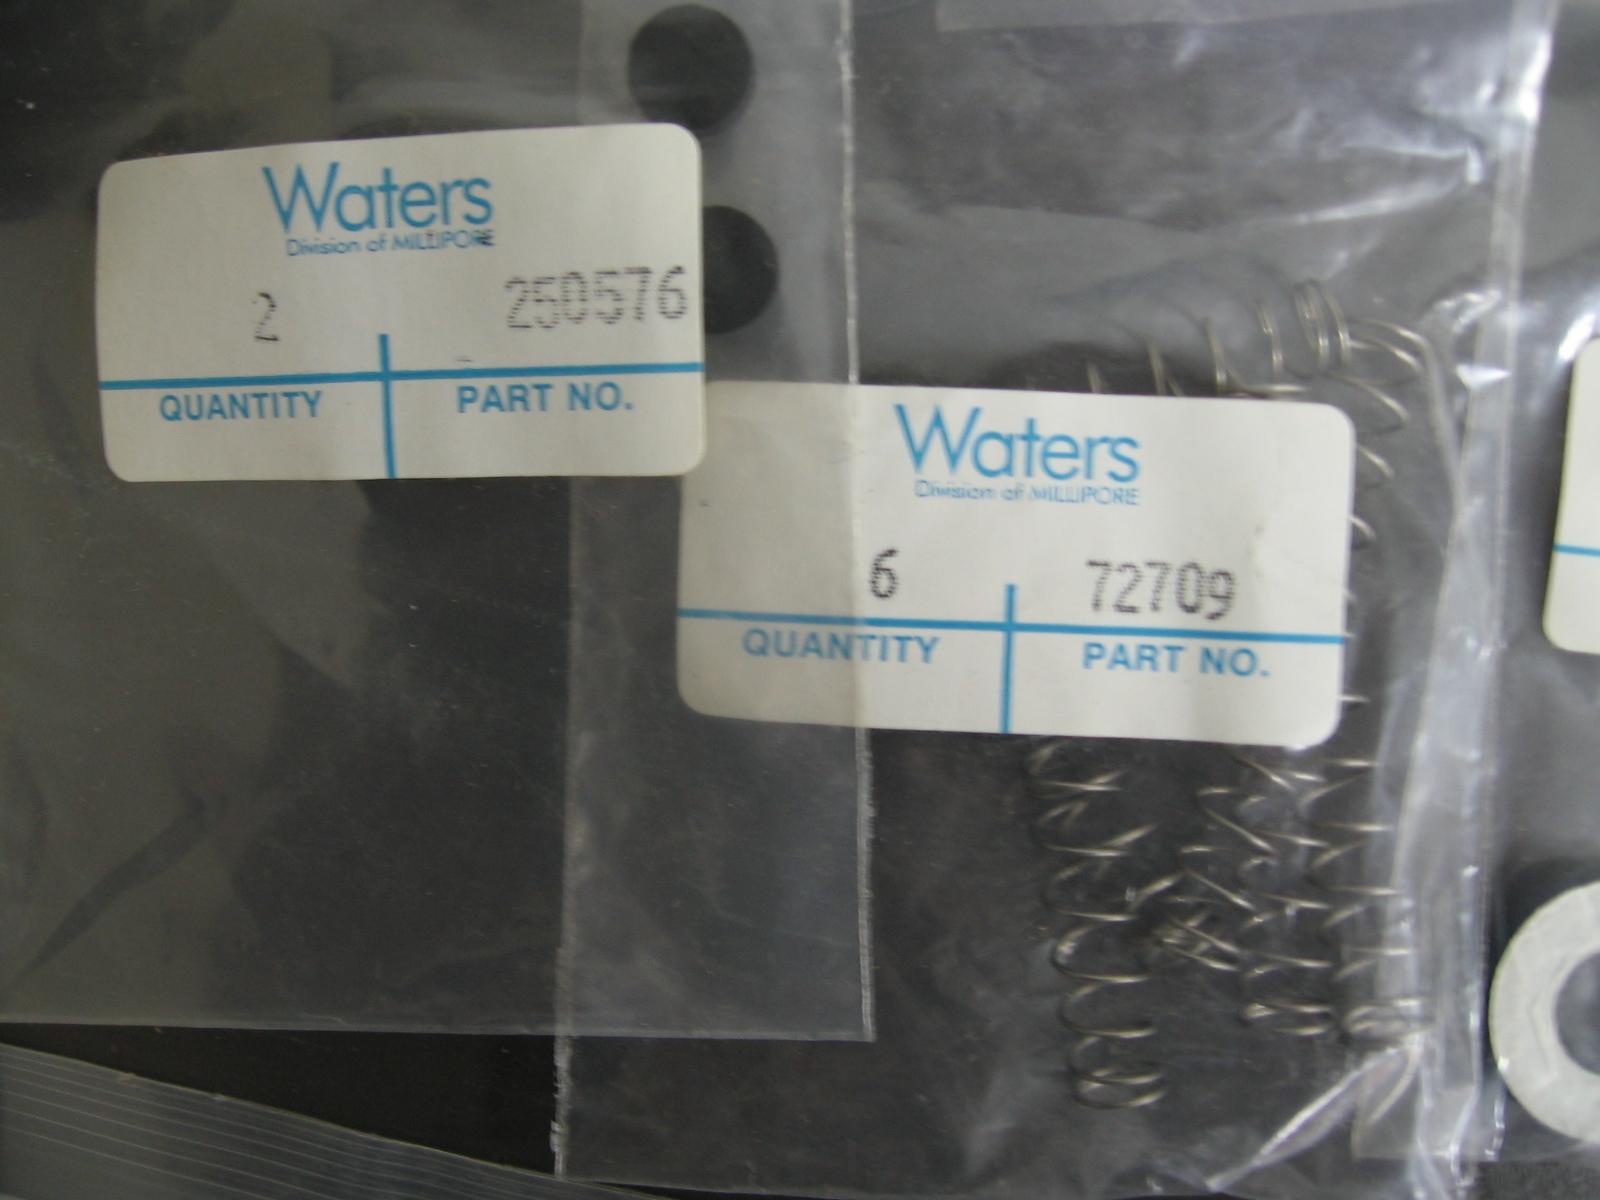 Waters
Division of MILLIPORE
2 250576
QUANTITY PART NO.
Waters
Division of MILLIPORE
6 72709
QUANTITY PART NO.